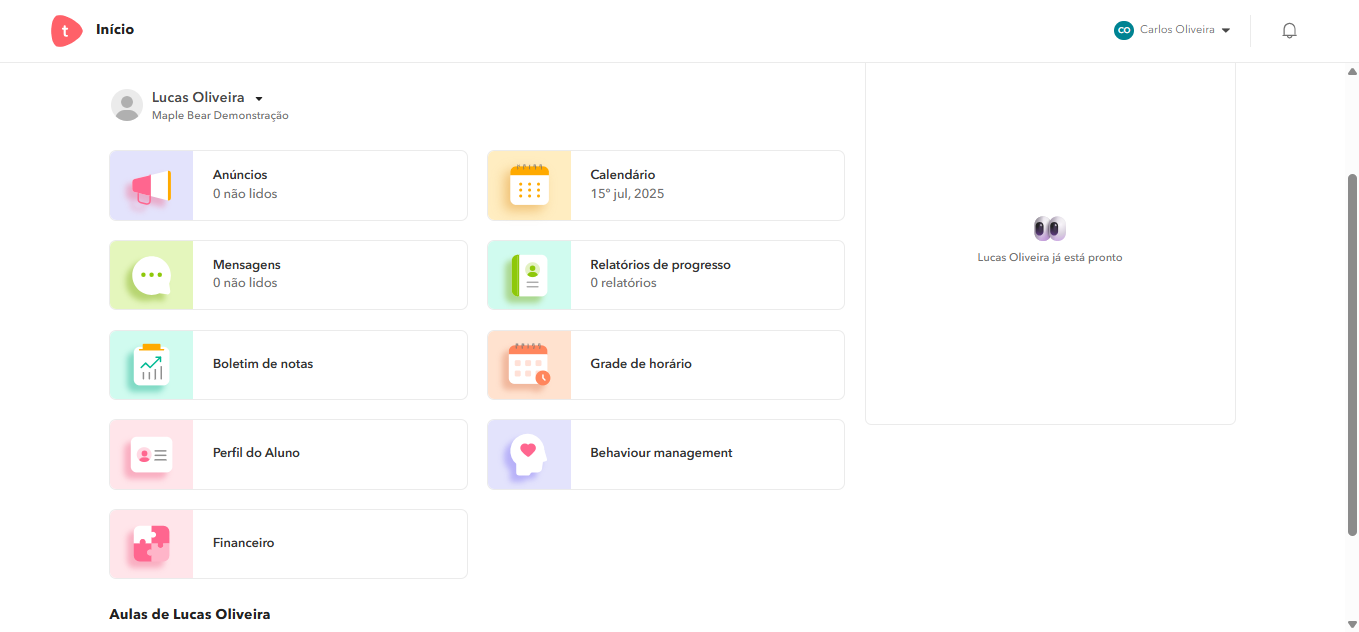 t
Início
CO
Carlos Oliveira
Lucas Oliveira
Maple Bear Demonstração
Anúncios
0 não lidos
Calendário
15º jul, 2025
Mensagens
0 não lidos
Relatórios de progresso
0 relatórios
Lucas Oliveira já está pronto
Boletim de notas
Grade de horário
Perfil do Aluno
Behaviour management
Financeiro
Aulas de Lucas Oliveira